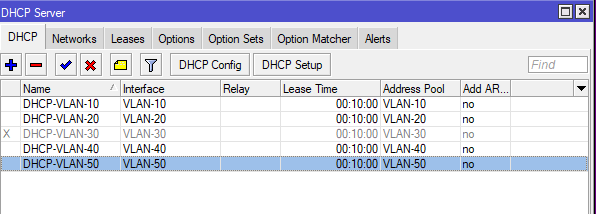 DHCP Server
DHCP Networks Leases Options Option Sets Option Matcher Alerts
DHCP Config DHCP Setup Find
Name Interface Relay Lease Time Address Pool Add AR...
DHCP-VLAN-10 VLAN-10 00:10:00 VLAN-10 no
DHCP-VLAN-20 VLAN-20 00:10:00 VLAN-20 no
X DHCP-VLAN-30 VLAN-30 00:10:00 VLAN-30 no
DHCP-VLAN-40 VLAN-40 00:10:00 VLAN-40 no
DHCP-VLAN-50 VLAN-50 00:10:00 VLAN-50 no